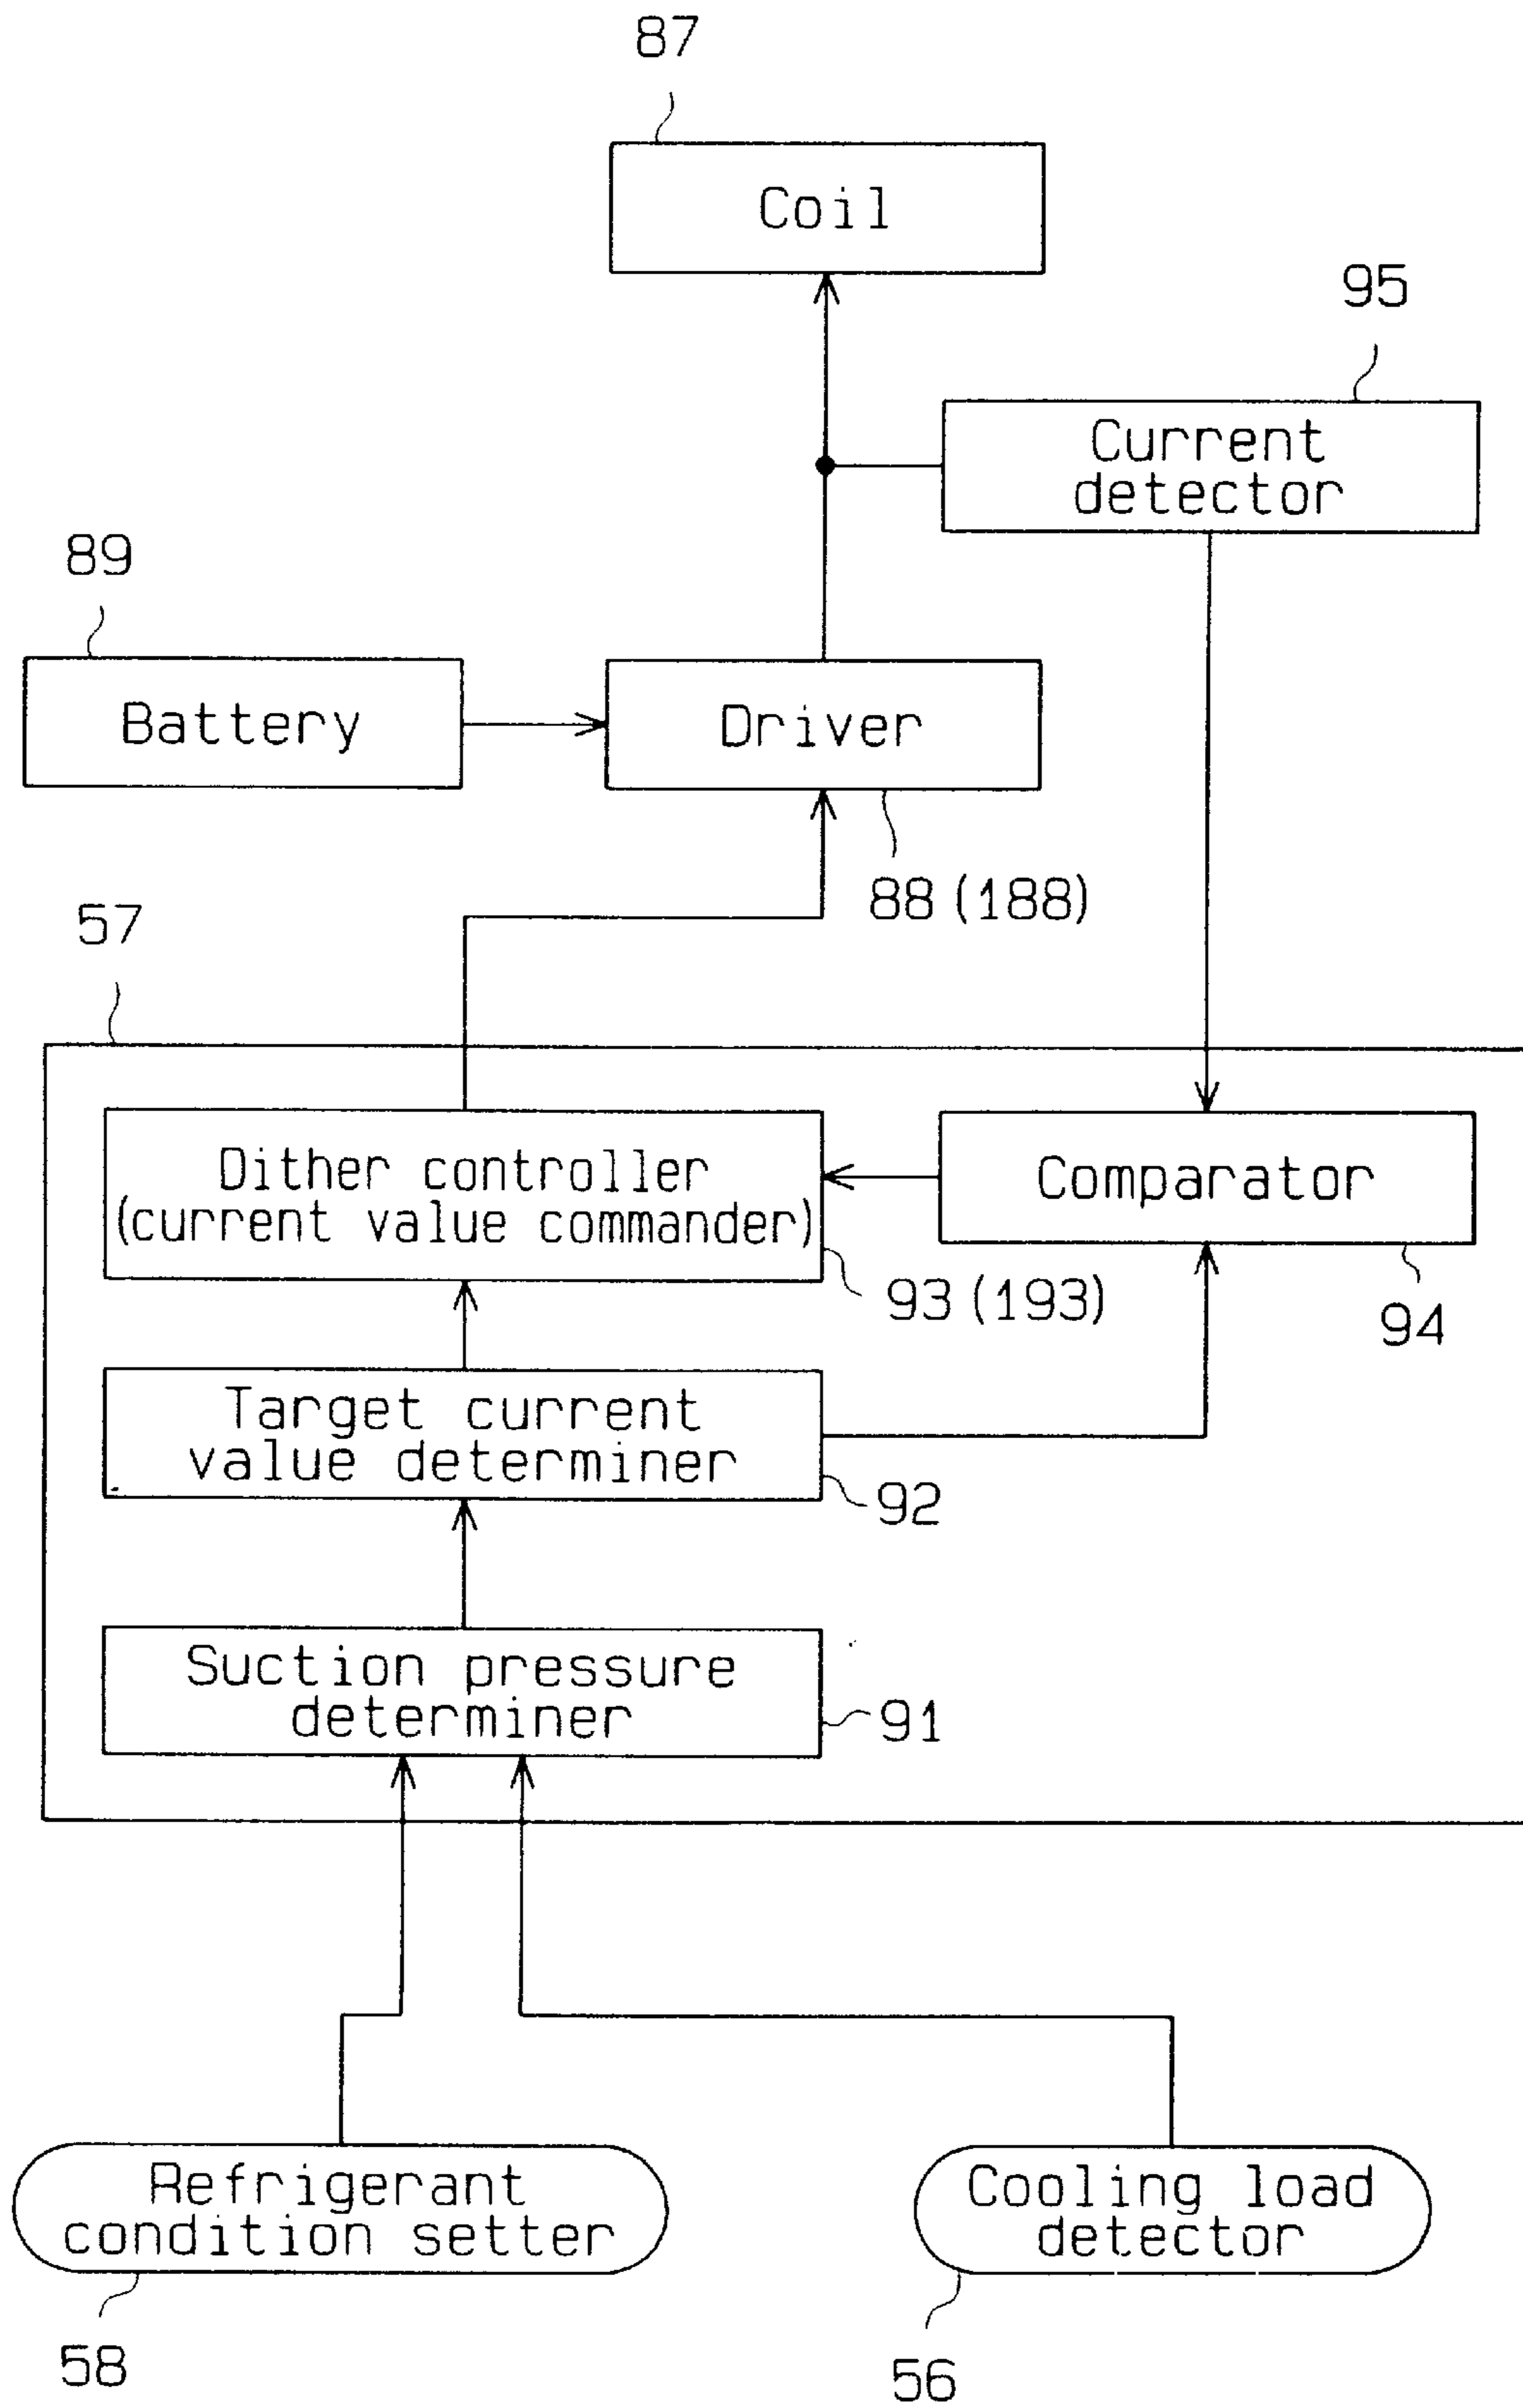 87
Coil
95
Current
detector
89
Battery
Driver
88 (188)
57
Dither controller
(current value commander)
Comparator
93 (193)
94
Target current
value determiner
92
Suction pressure
determiner
91
Refrigerant
condition setter
Cooling load
detector
58
56